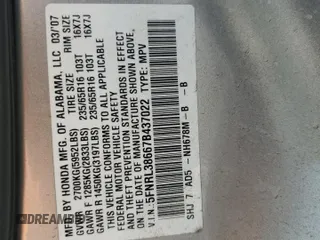 MFD. BY HONDA MFG. OF ALABAMA, LLC 03/07
TIRE SIZE RIM SIZE
GVWR 2700KG(5952LBS)
GAWR F 1285KG(2833LBS) 235/65R16 103T 16X7J
GAWR R 1450KG(3197LBS) 235/65R16 103T 16X7J
THIS VEHICLE CONFORMS TO ALL APPLICABLE
FEDERAL MOTOR VEHICLE SAFETY AND
THEFT PREVENTION STANDARDS IN EFFECT
ON THE DATE OF MANUFACTURE SHOWN ABOVE.
V.I.N.: 5FNRL38667B437022 TYPE: MPV
SHJ 7 AD5 - NH678M - B - B
DREAMBID.COM